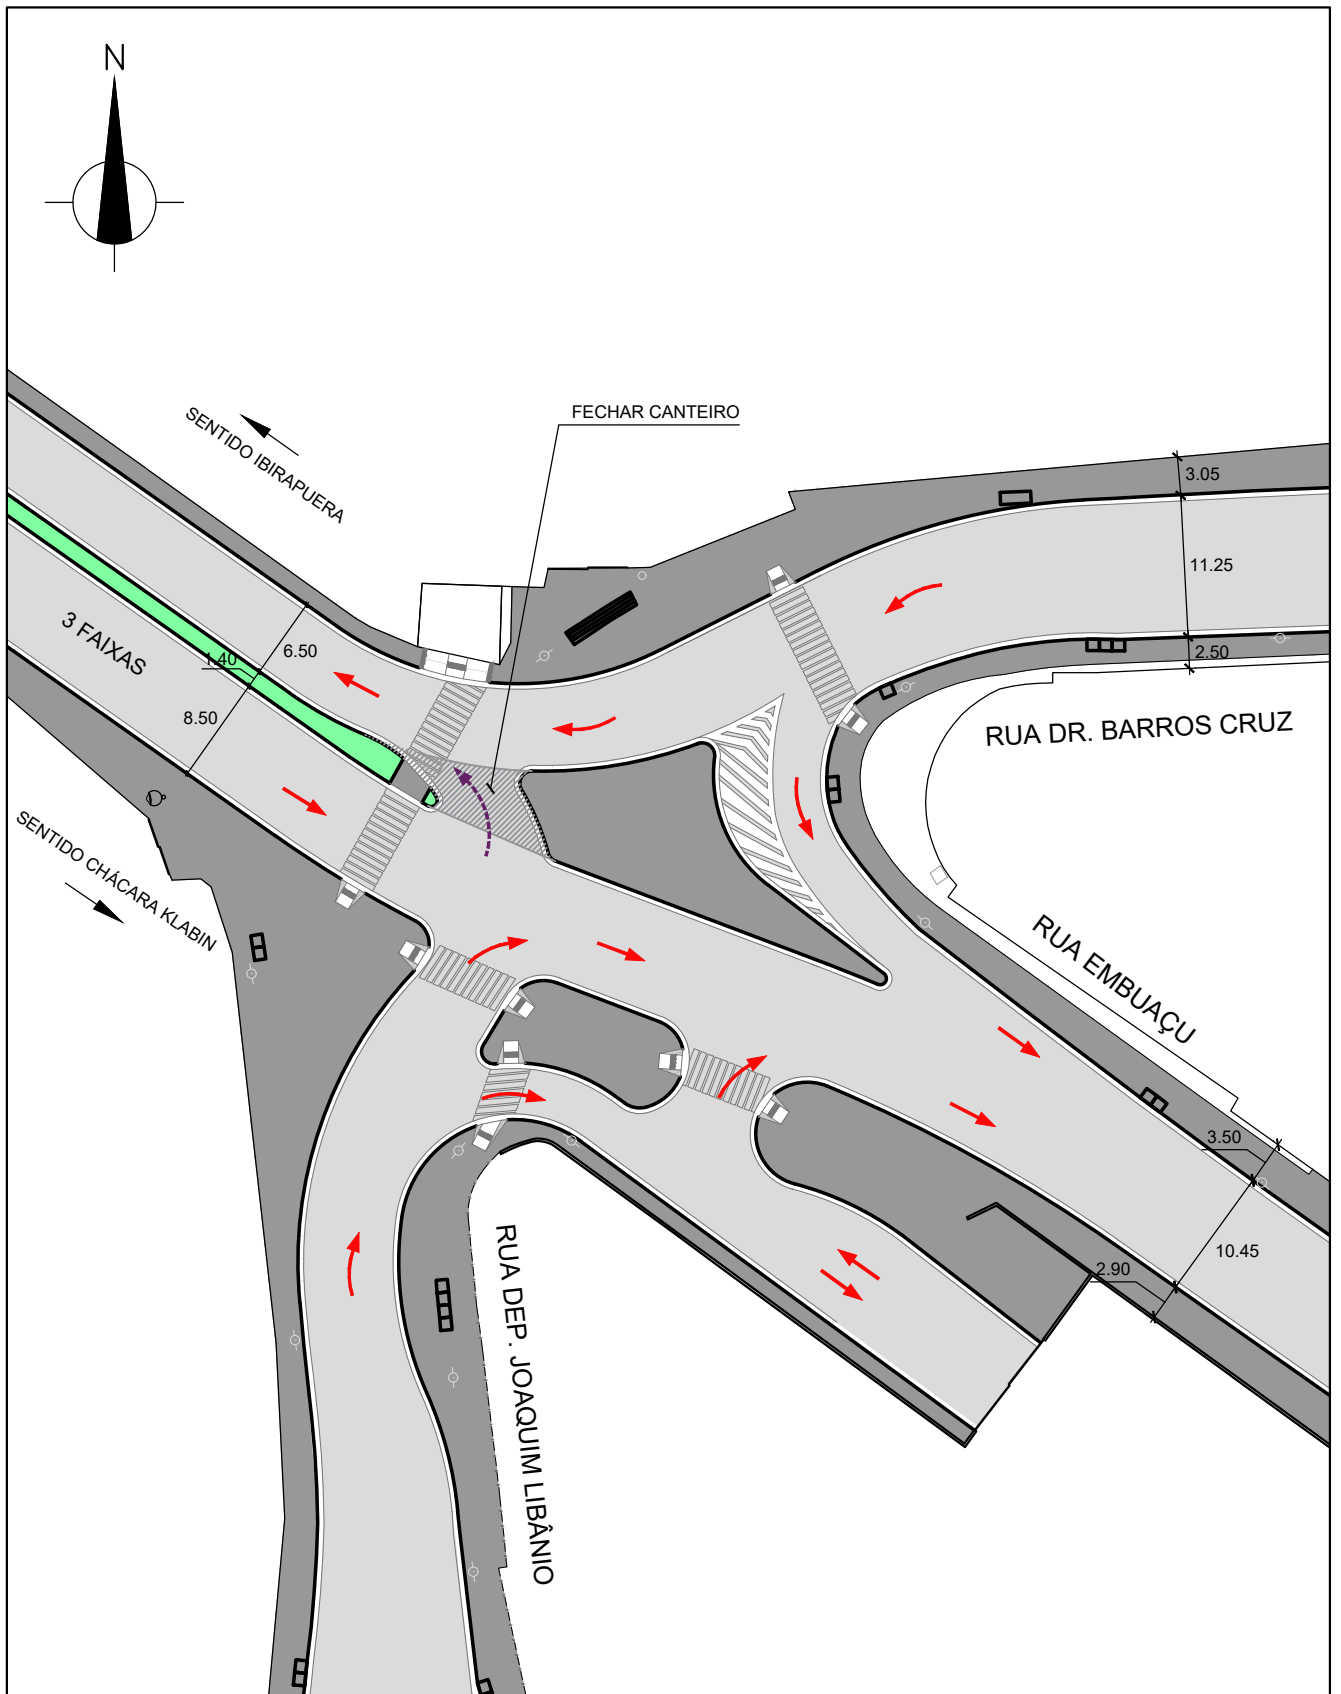 N
SENTIDO IBIRAPUERA
FECHAR CANTEIRO
3.05
11.25
2.50
3 FAIXAS
1.40
6.50
8.50
RUA DR. BARROS CRUZ
SENTIDO CHÁCARA KLABIN
RUA EMBUAÇU
3.50
10.45
2.90
RUA DEP. JOAQUIM LIBÂNIO